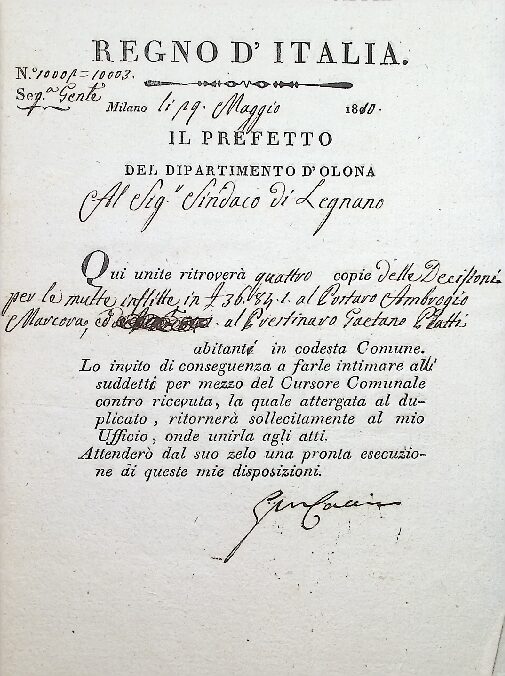 REGNO D' ITALIA.
N.º 10001=10003.
Sez.ª Gente
Milano li 19. Maggio 1810.
IL PREFETTO
DEL DIPARTIMENTO D'OLONA
Al Sig.r Sindaco di Legnano
Qui unite ritroverà quattro copie delle Decisioni
per le multe inflitte in £ 36.84.1. al Portaro Ambrogio
Marcora, ed al Prestinaro Gaetano Pratti
abitanti in codesta Comune.
Lo invito di conseguenza a farle intimare alli
suddetti per mezzo del Cursore Comunale
contro ricevuta, la quale attergata al du-
plicato, ritornerà sollecitamente al mio
Ufficio, onde unirla agli atti.
Attenderò dal suo zelo una pronta esecuzio-
ne di queste mie disposizioni.